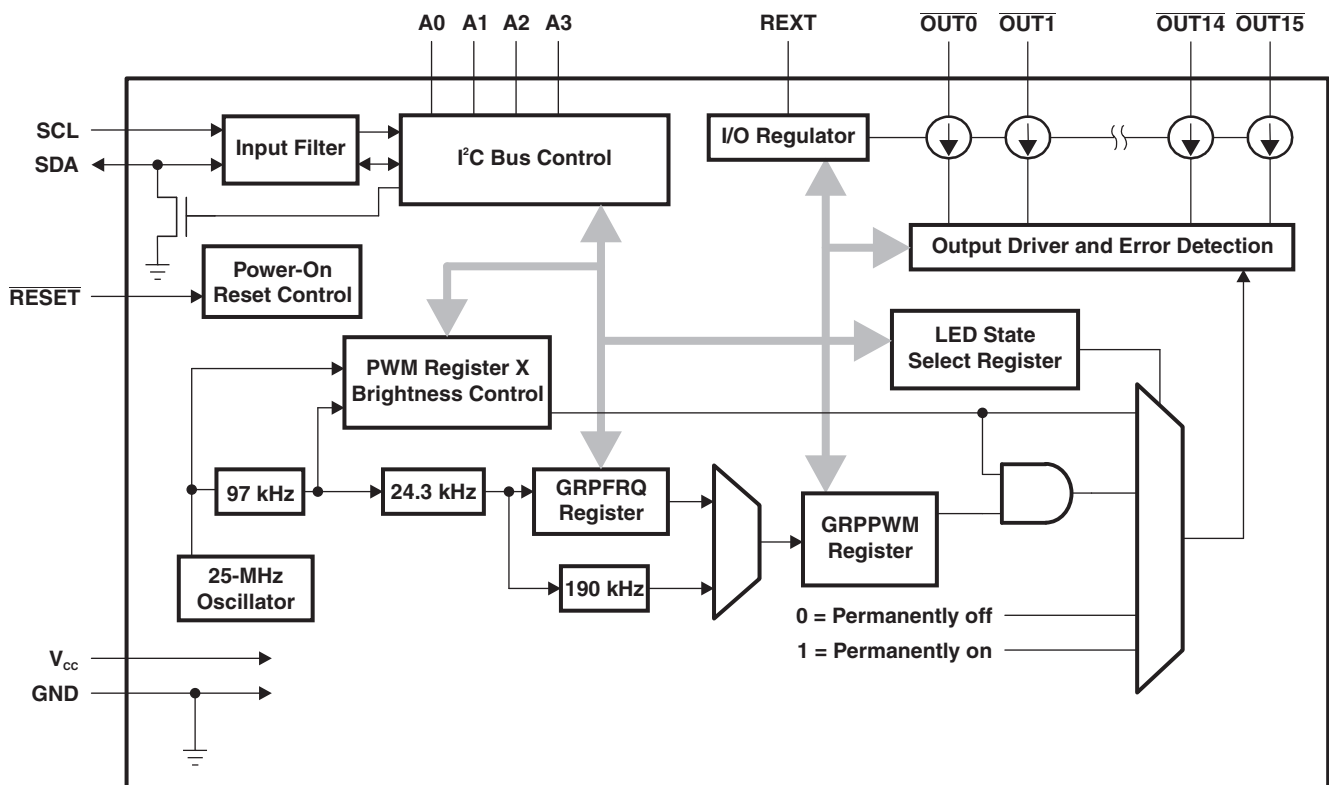 A0 A1 A2 A3 REXT OUT0 OUT1 OUT14 OUT15
SCL
SDA
Input Filter
I²C Bus Control
I/O Regulator
Output Driver and Error Detection
RESET
Power-On
Reset Control
PWM Register X
Brightness Control
LED State
Select Register
97 kHz
24.3 kHz
GRPFRQ
Register
190 kHz
GRPPWM
Register
25-MHz
Oscillator
0 = Permanently off
1 = Permanently on
Vcc
GND